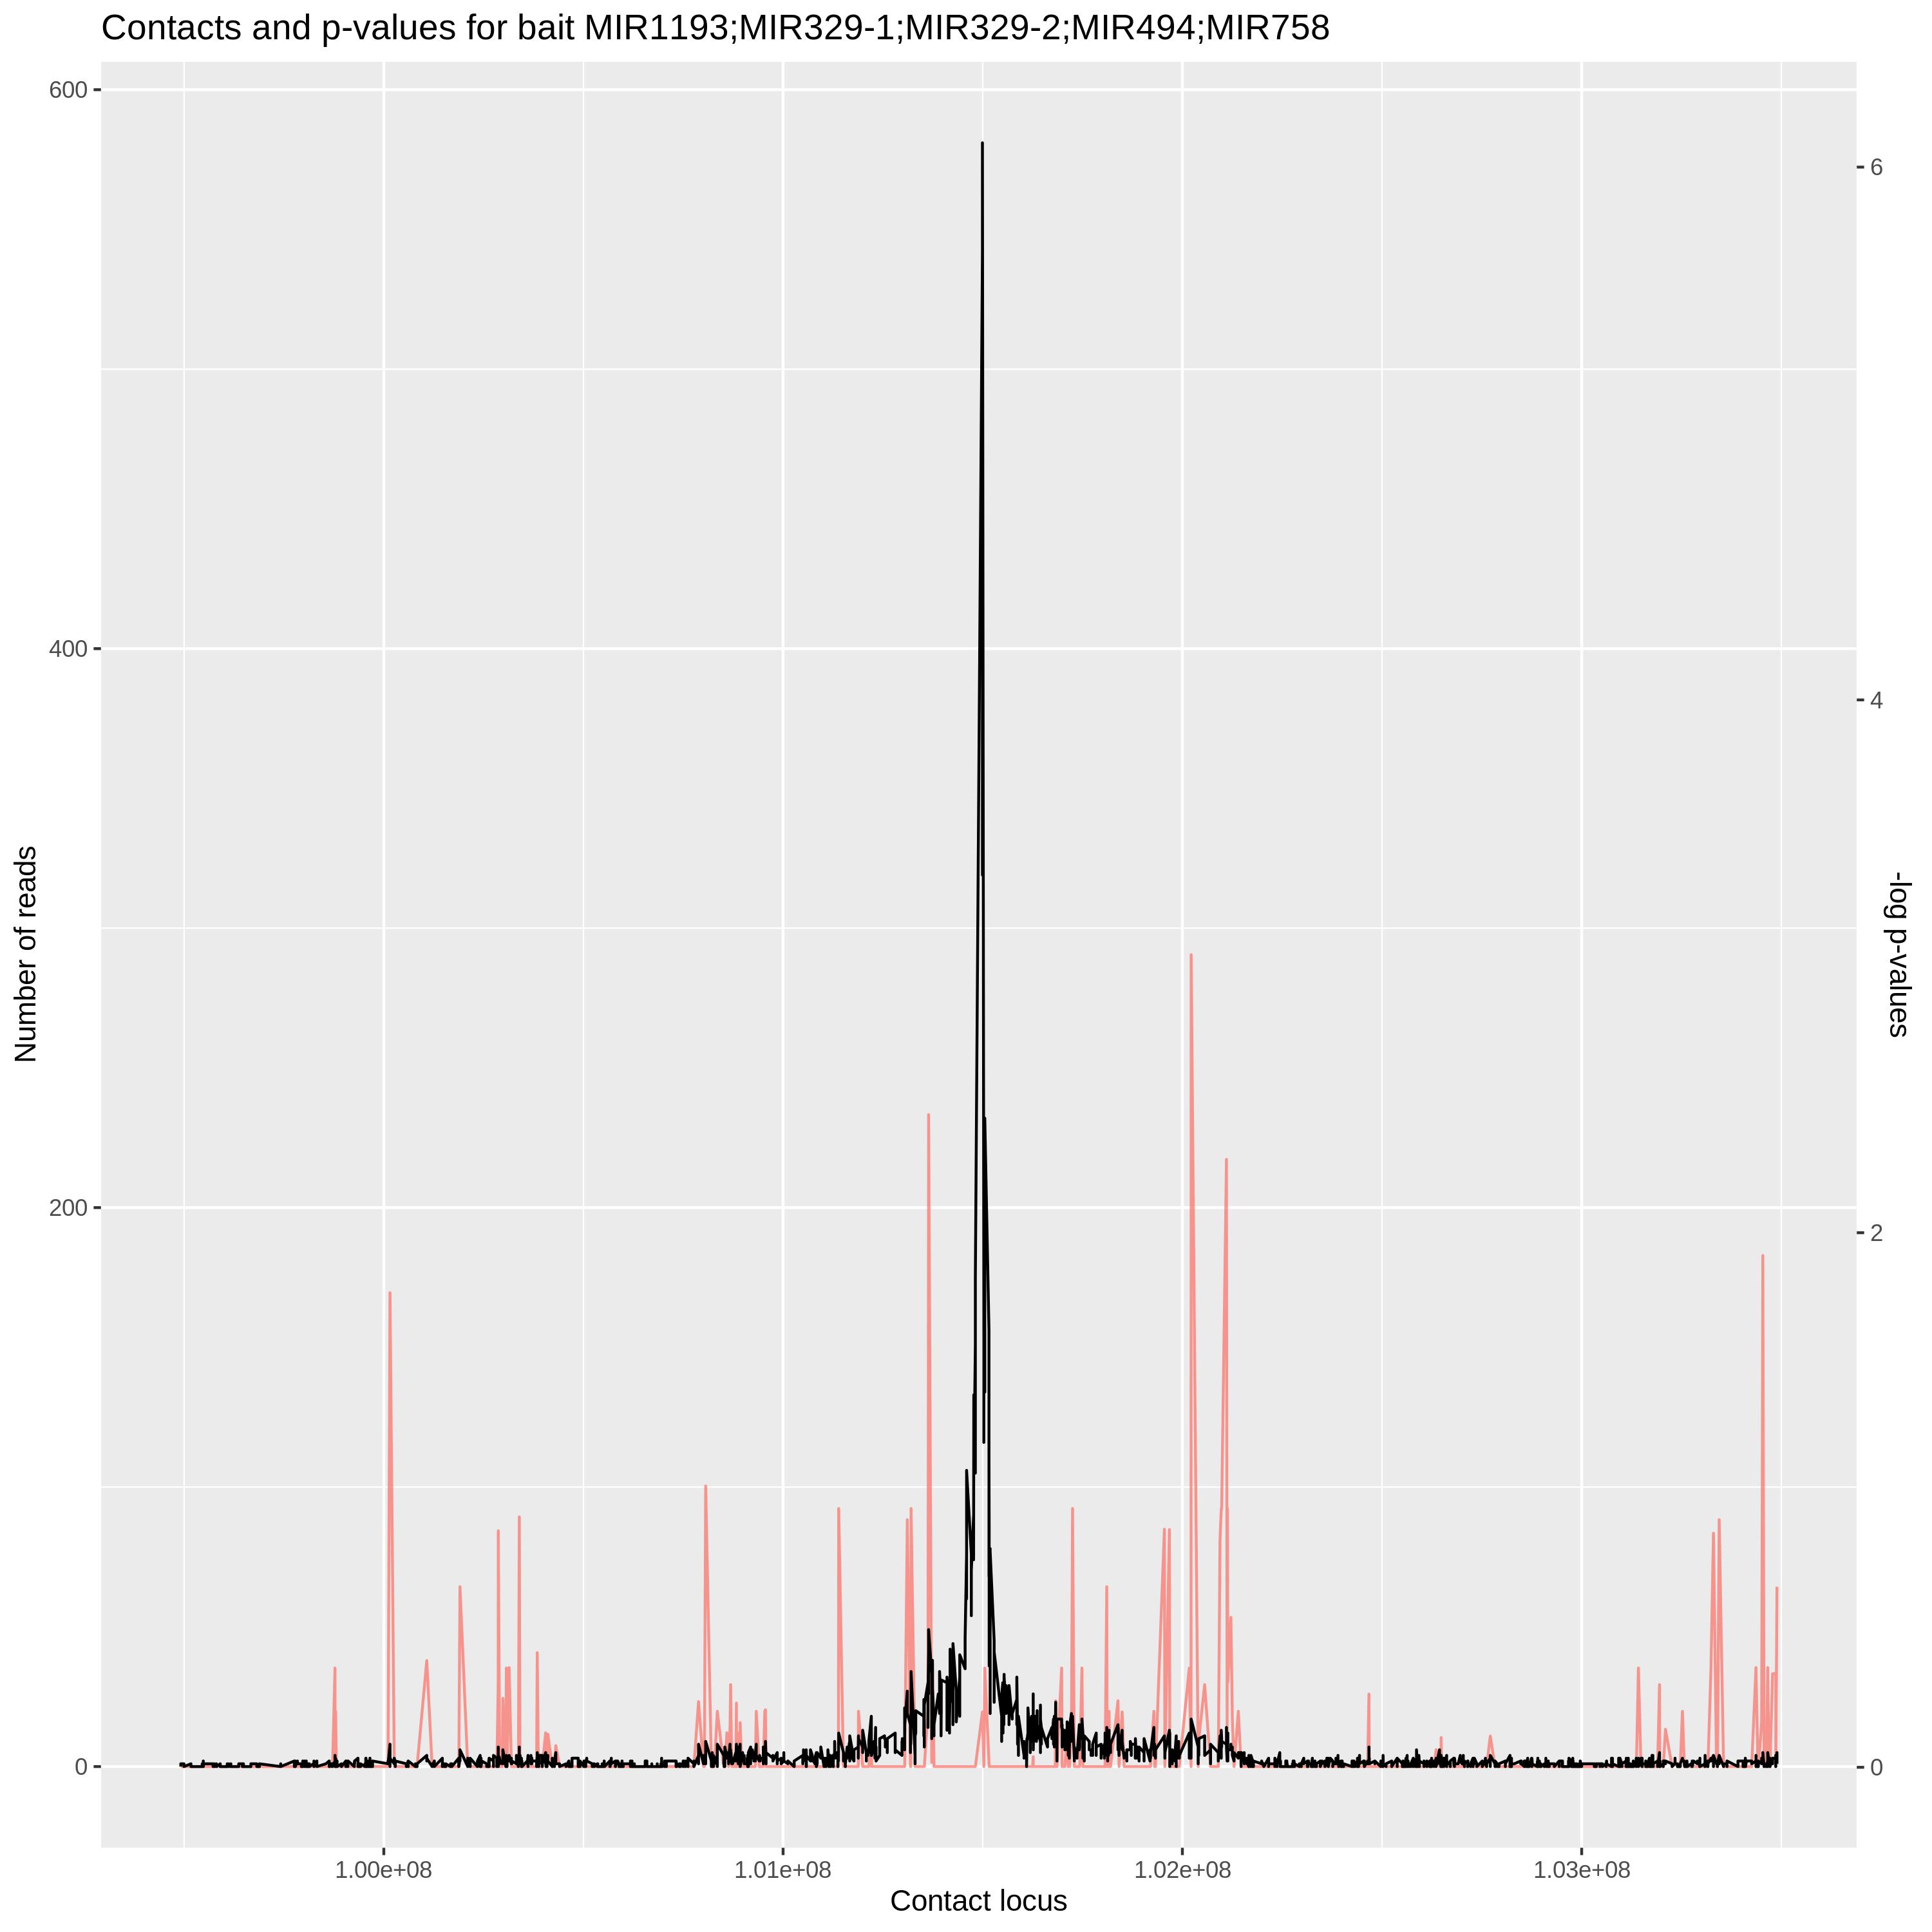 Contacts and p-values for bait MIR1193;MIR329-1;MIR329-2;MIR494;MIR758
600
400
200
0
Number of reads
6
4
2
0
-log p-values
1.00e+08
1.01e+08
1.02e+08
1.03e+08
Contact locus